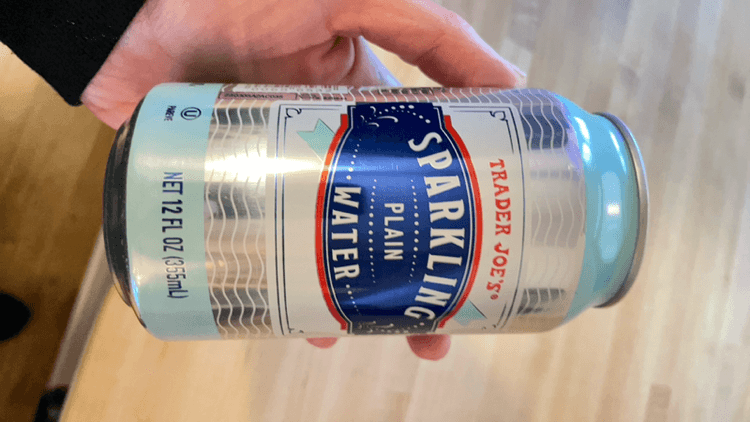 TRADER JOE'S®
SPARKLING
PLAIN
WATER
NET 12 FL OZ (355mL)
U
PAREVE